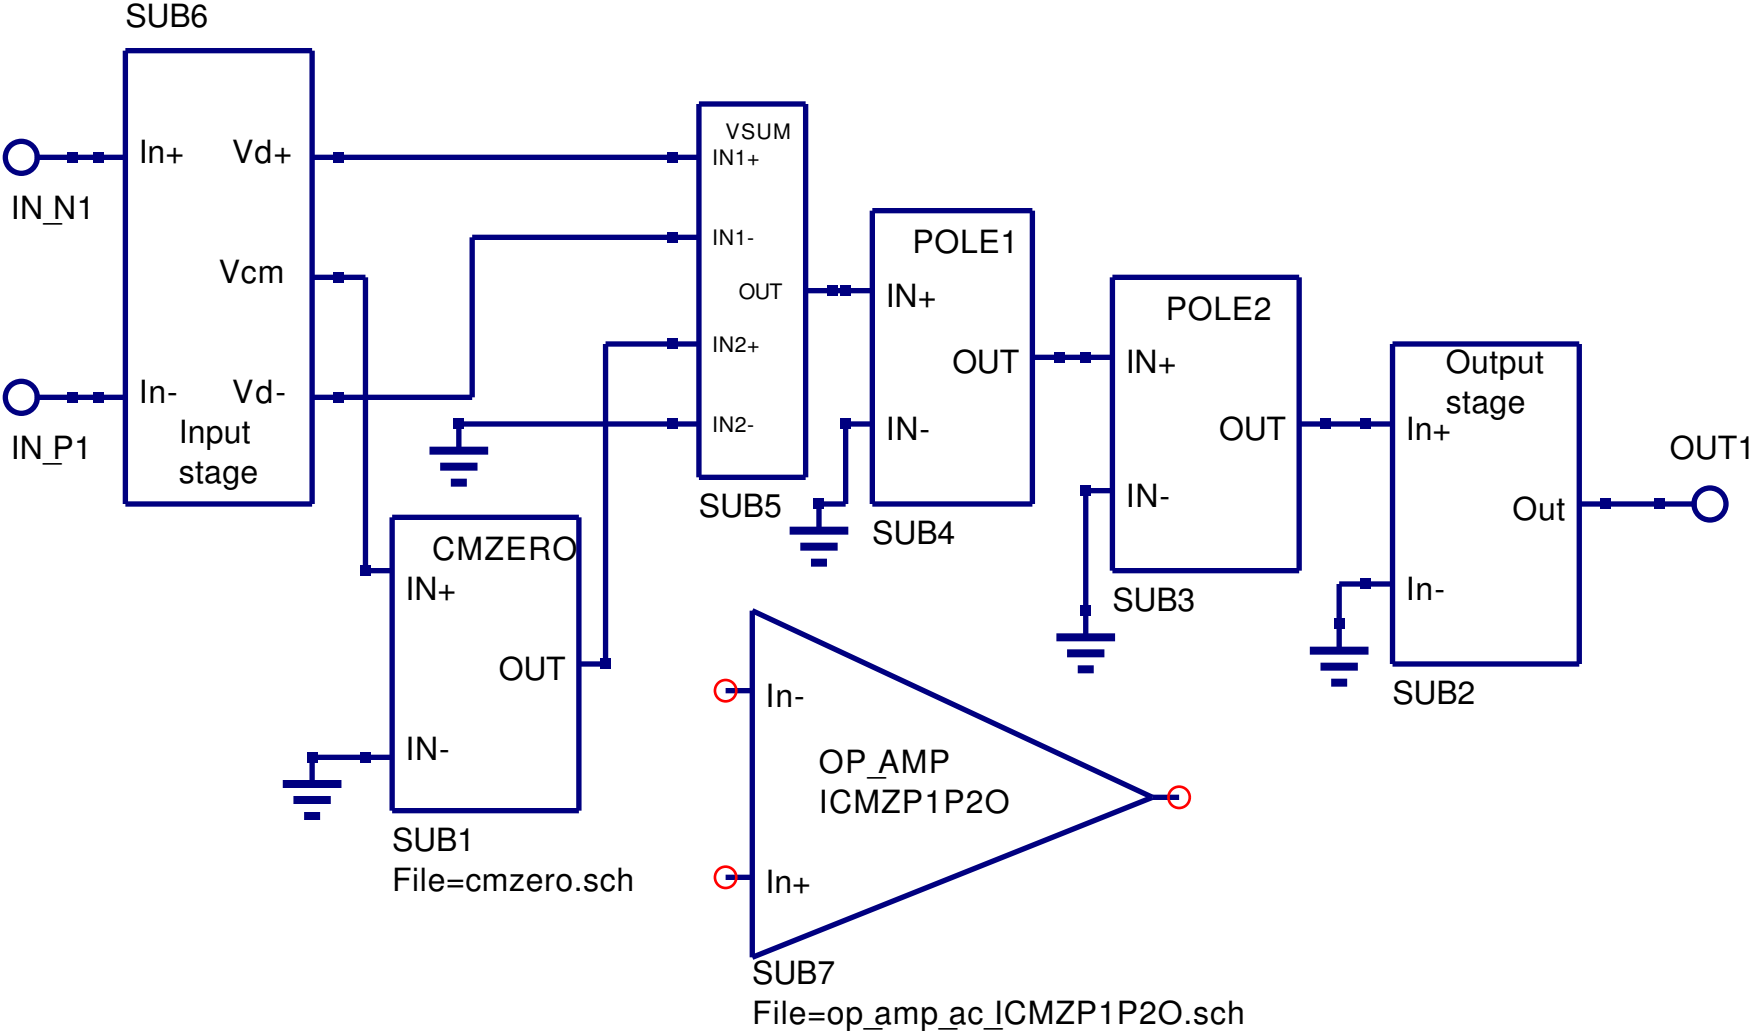 SUB6
In+
Vd+
IN_N1
Vcm
In-
Vd-
IN_P1
Input
stage
VSUM
IN1+
IN1-
OUT
IN2+
IN2-
SUB5
POLE1
IN+
OUT
IN-
SUB4
POLE2
IN+
OUT
IN-
SUB3
Output
stage
In+
Out
In-
SUB2
OUT1
CMZERO
IN+
OUT
IN-
SUB1
File=cmzero.sch
In-
OP_AMP
ICMZP1P2O
In+
SUB7
File=op_amp_ac_ICMZP1P2O.sch